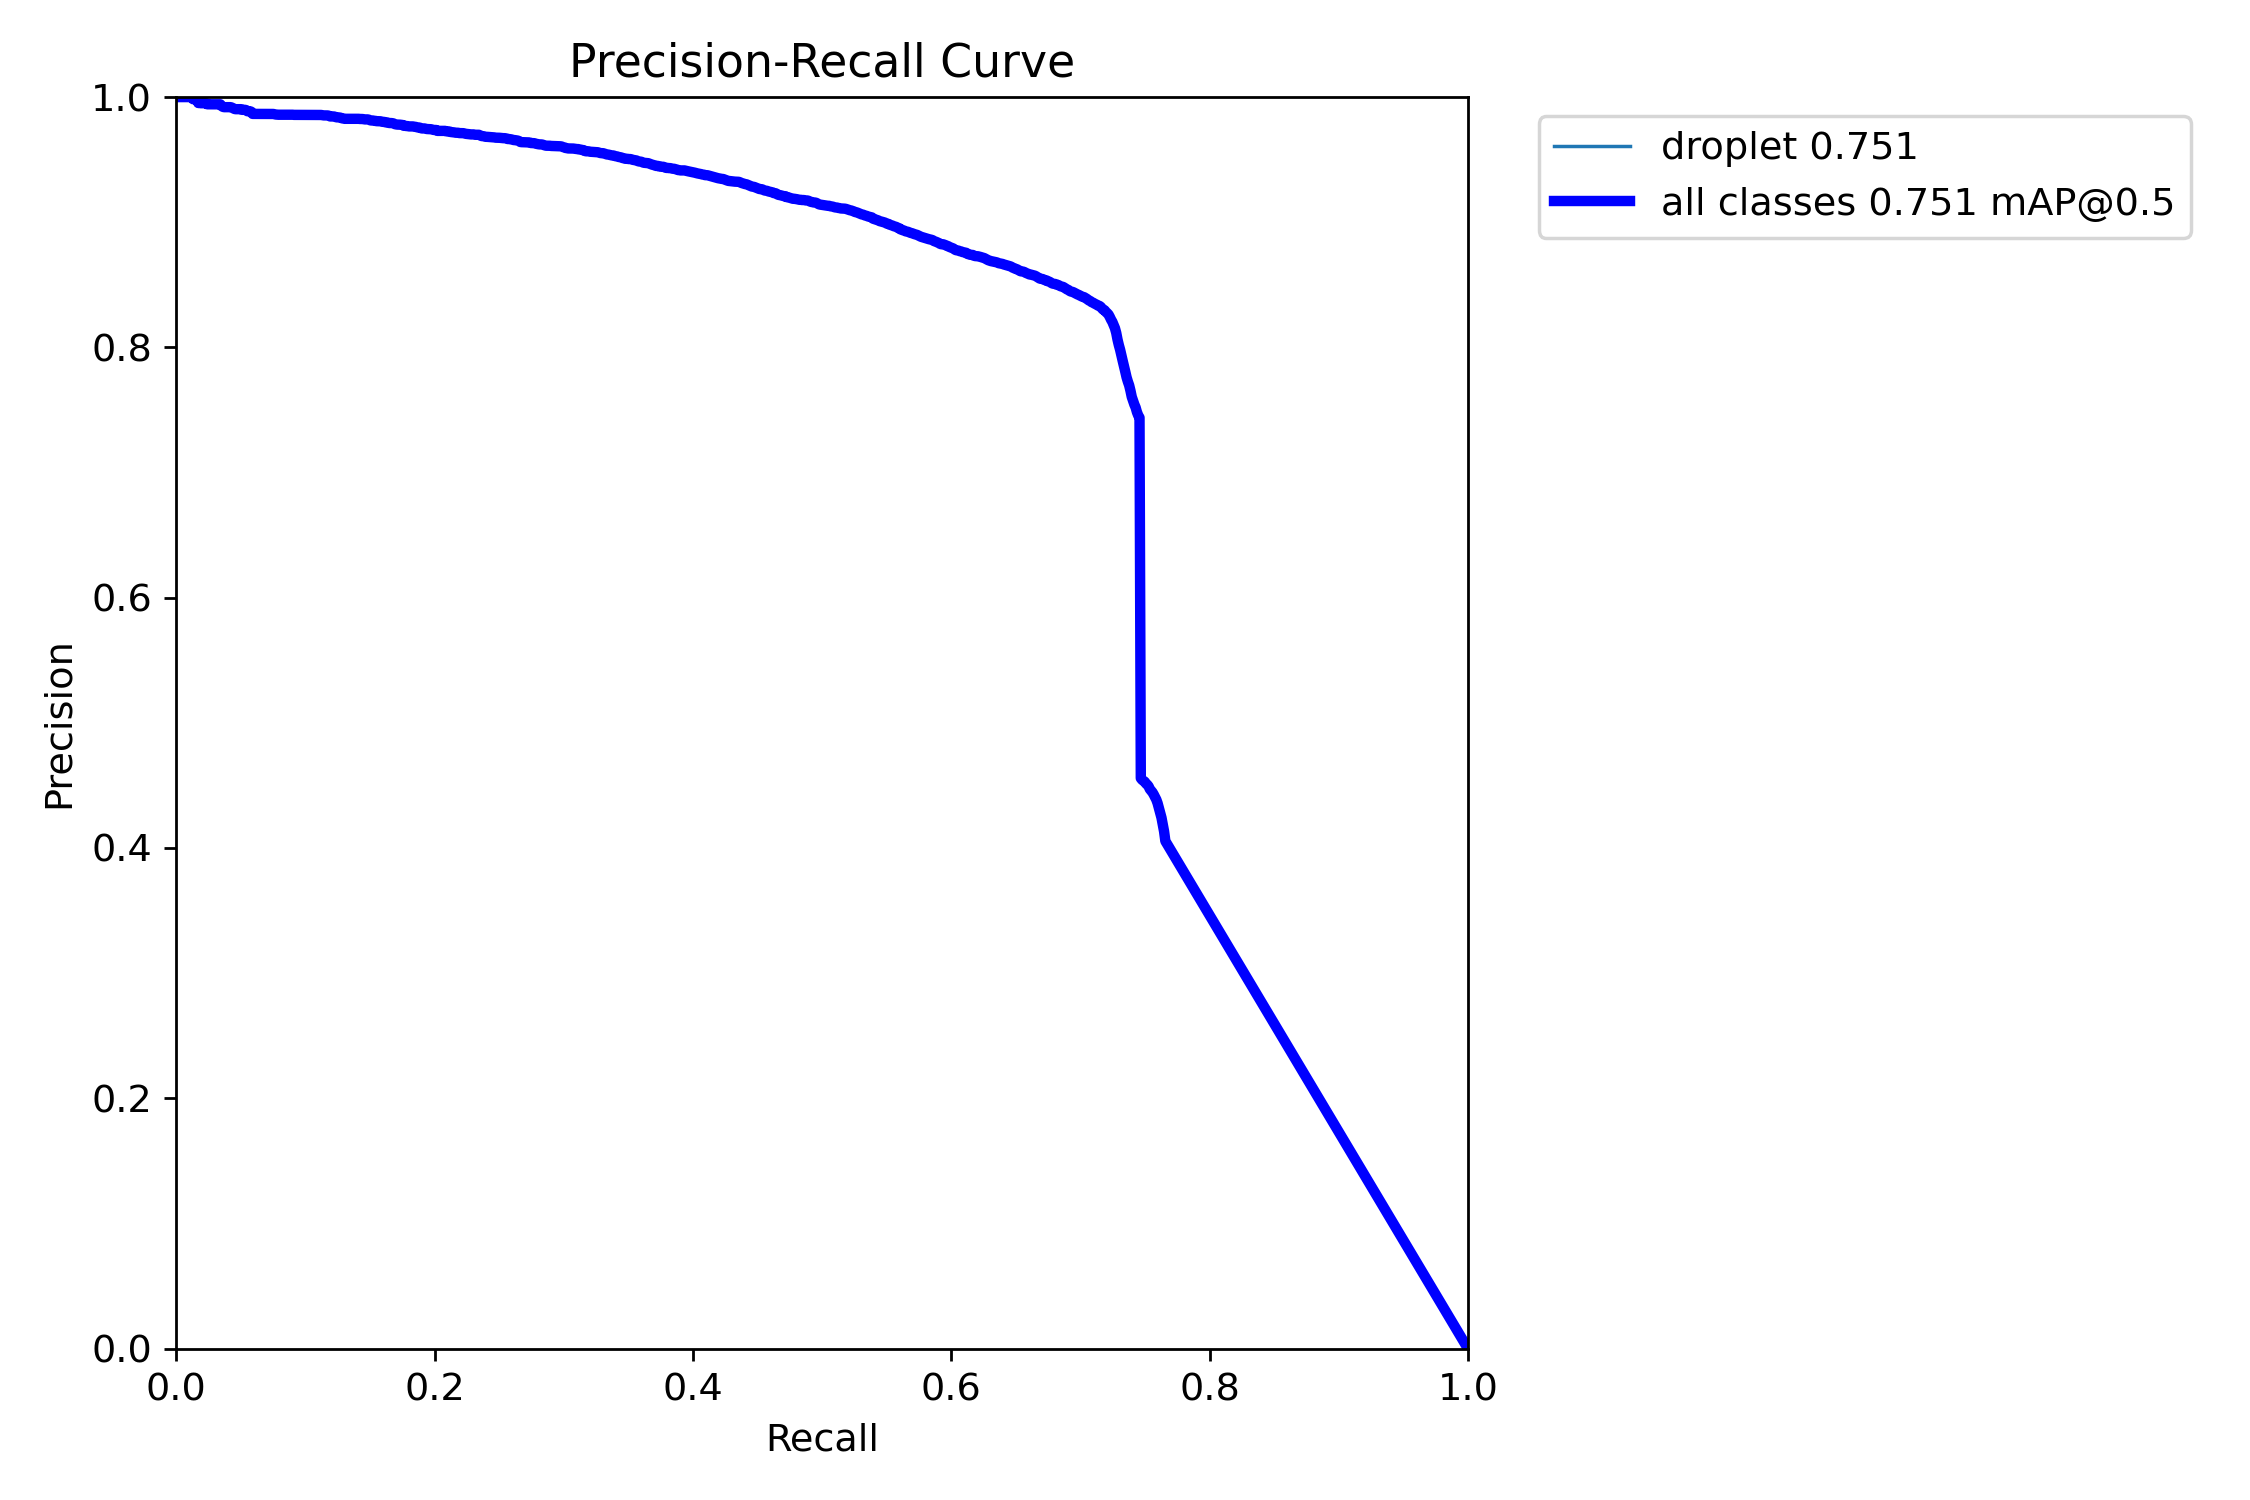 Precision-Recall Curve
droplet 0.751
all classes 0.751 mAP@0.5
Precision
1.0
0.8
0.6
0.4
0.2
0.0
0.0 0.2 0.4 0.6 0.8 1.0
Recall